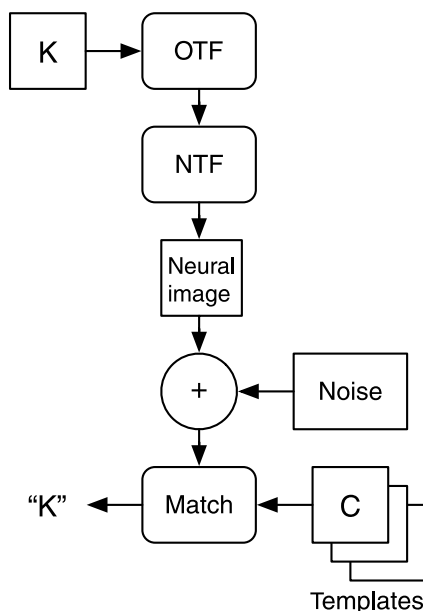 K
OTF
NTF
Neural
image
+
Noise
“K”
Match
C
Templates